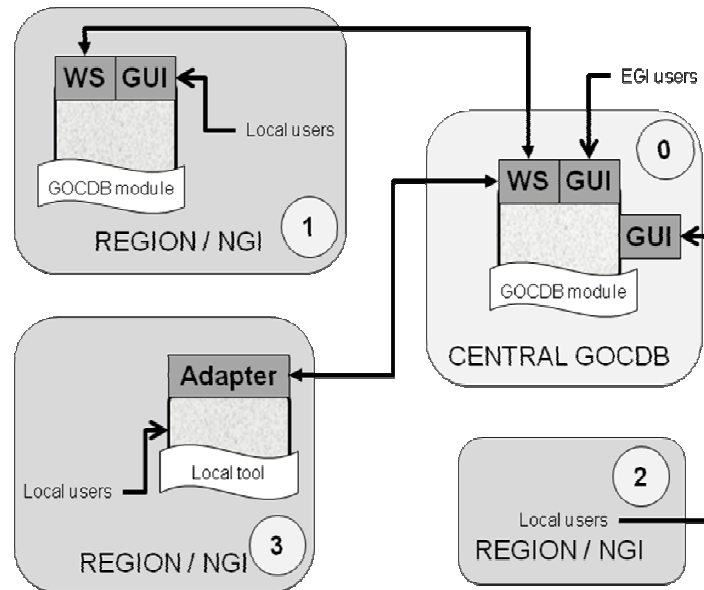 WS GUI
Local users
GOCDB module
1
REGION / NGI
EGI users
0
WS GUI
GUI
GOCDB module
CENTRAL GOCDB
Adapter
Local tool
Local users
3
REGION / NGI
2
Local users
REGION / NGI